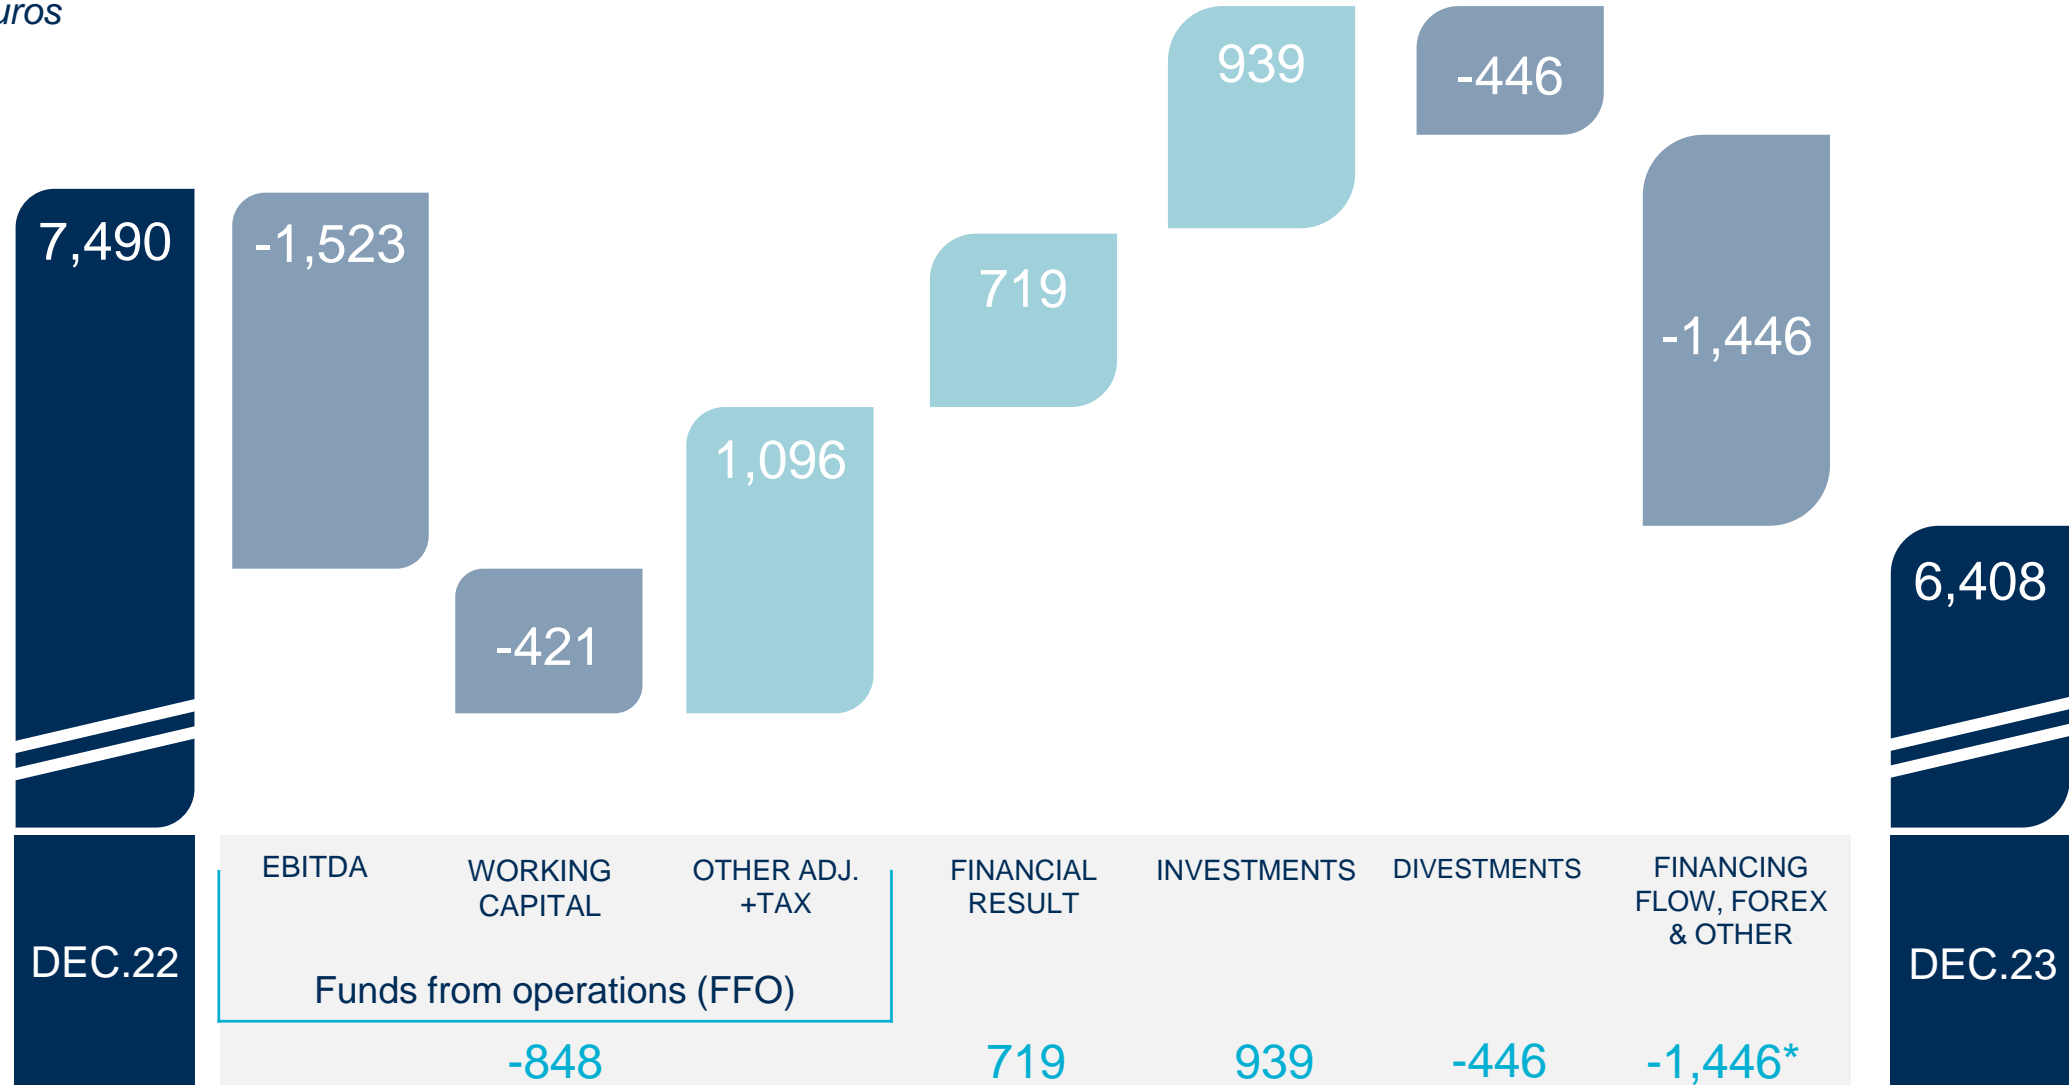 939
-446
7,490
-1,523
719
-1,446
1,096
6,408
-421
EBITDA
WORKING
CAPITAL
OTHER ADJ.
+TAX
FINANCIAL
RESULT
INVESTMENTS
DIVESTMENTS
FINANCING
FLOW, FOREX
& OTHER
DEC.22
Funds from operations (FFO)
DEC.23
-848
719
939
-446
-1,446*